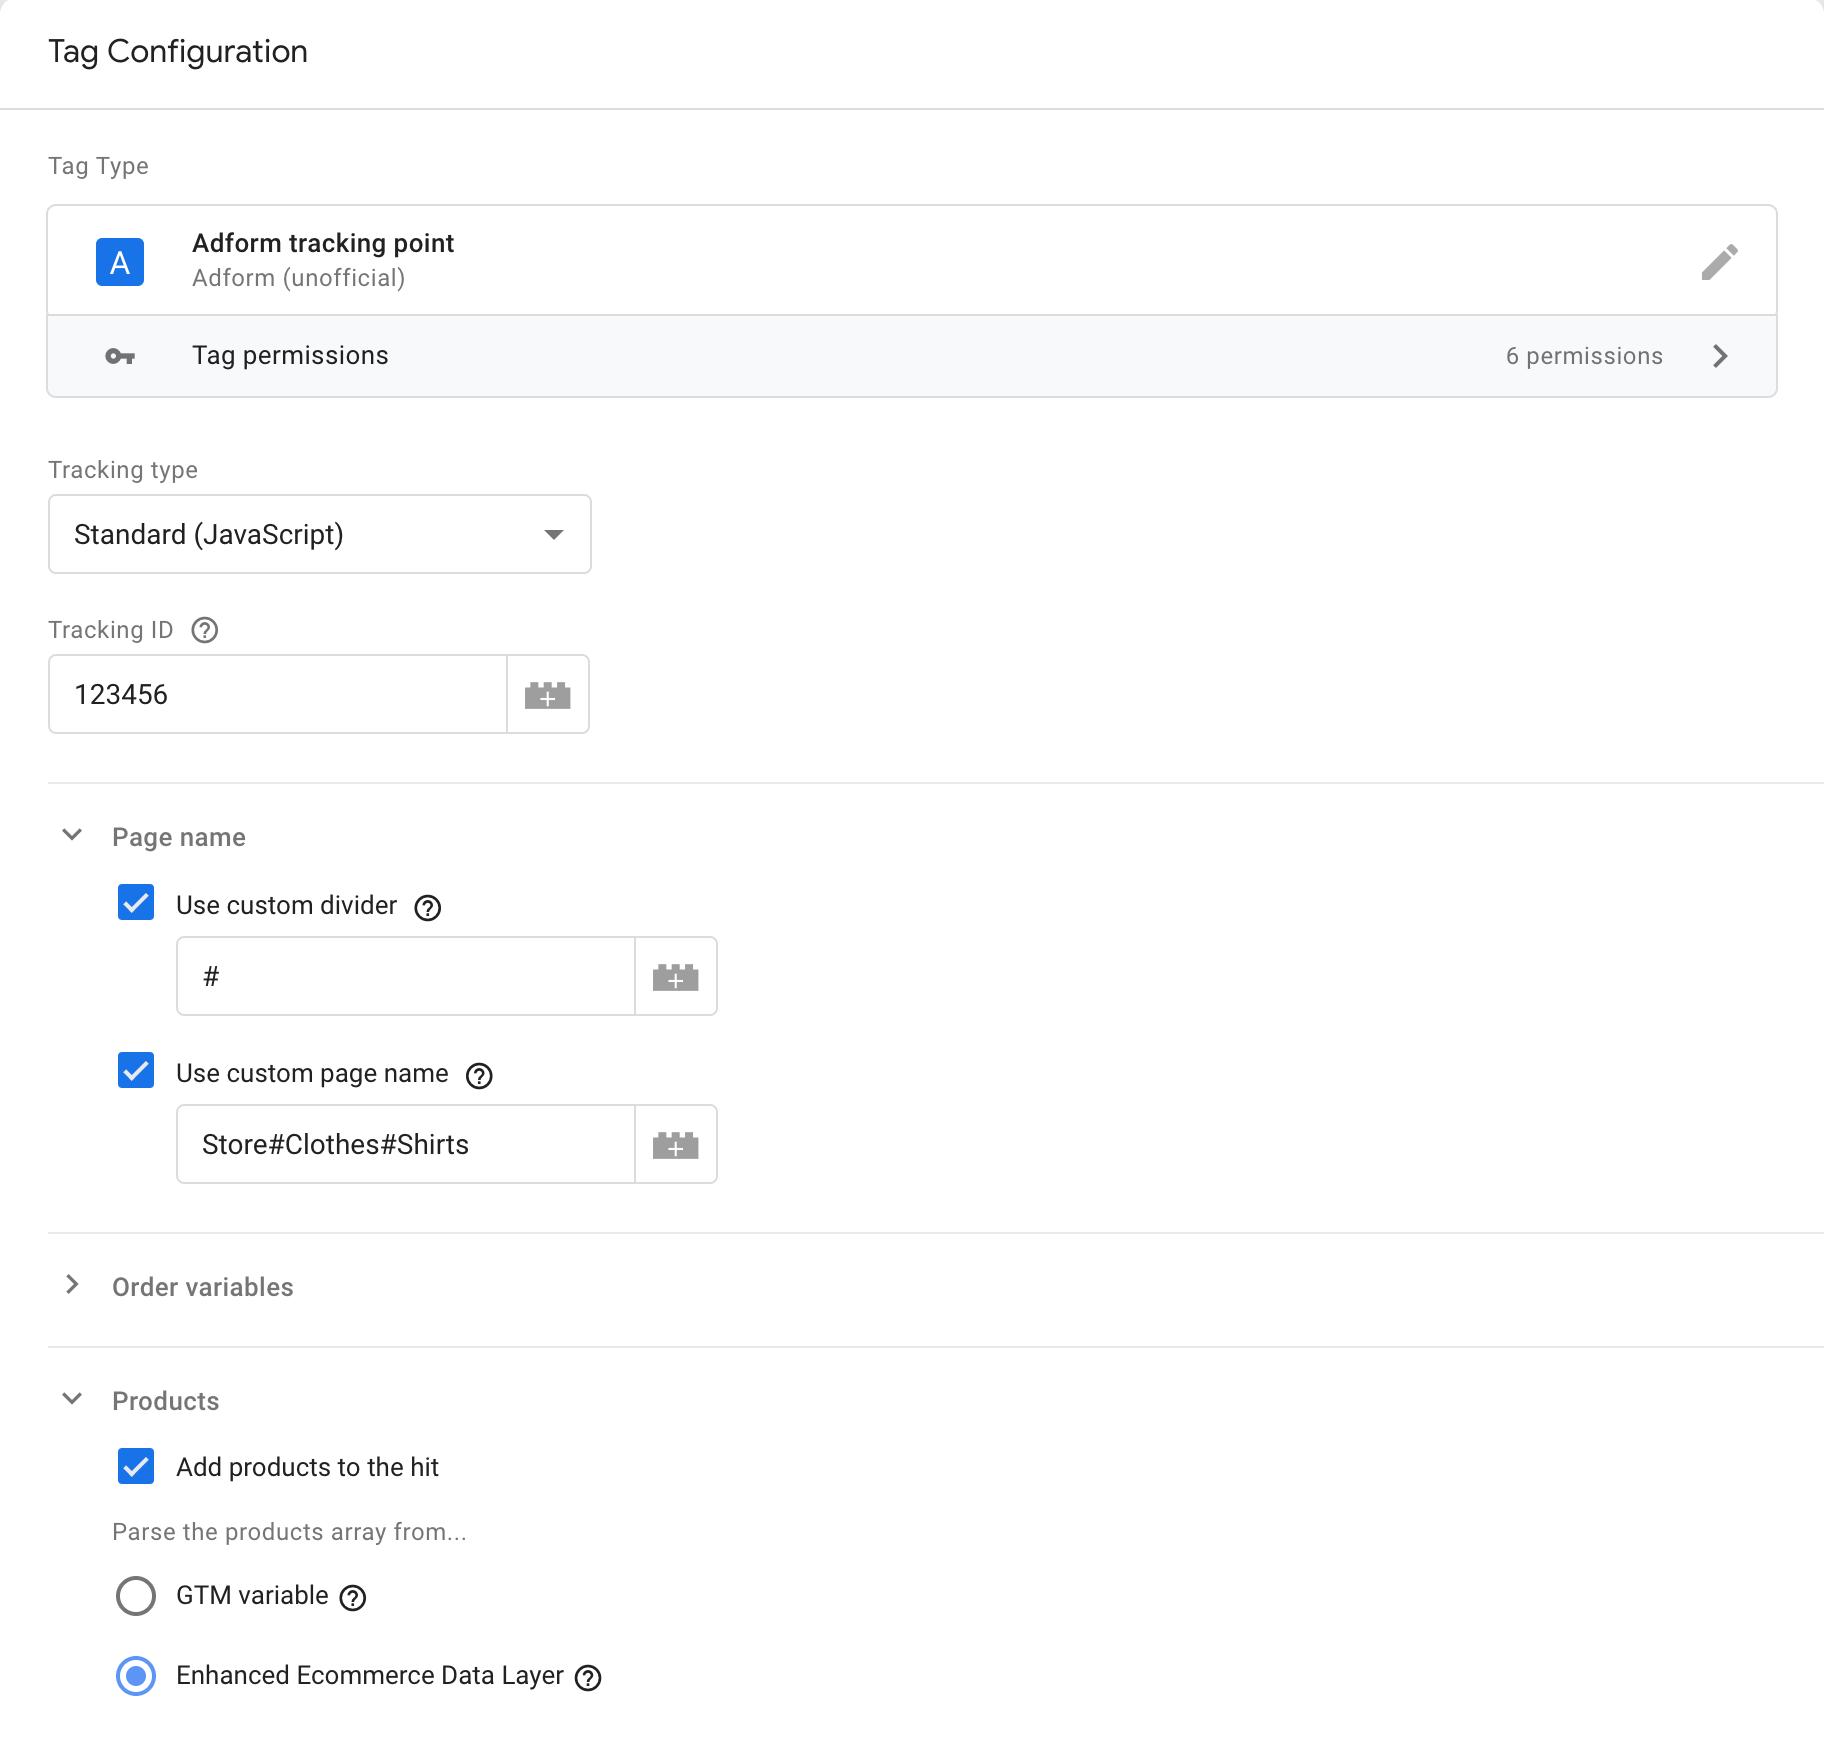 Tag Configuration
Tag Type
A
Adform tracking point
Adform (unofficial)
Tag permissions
6 permissions
Tracking type
Standard (JavaScript)
Tracking ID
123456
Page name
Use custom divider
#
Use custom page name
Store#Clothes#Shirts
Order variables
Products
Add products to the hit
Parse the products array from...
GTM variable
Enhanced Ecommerce Data Layer